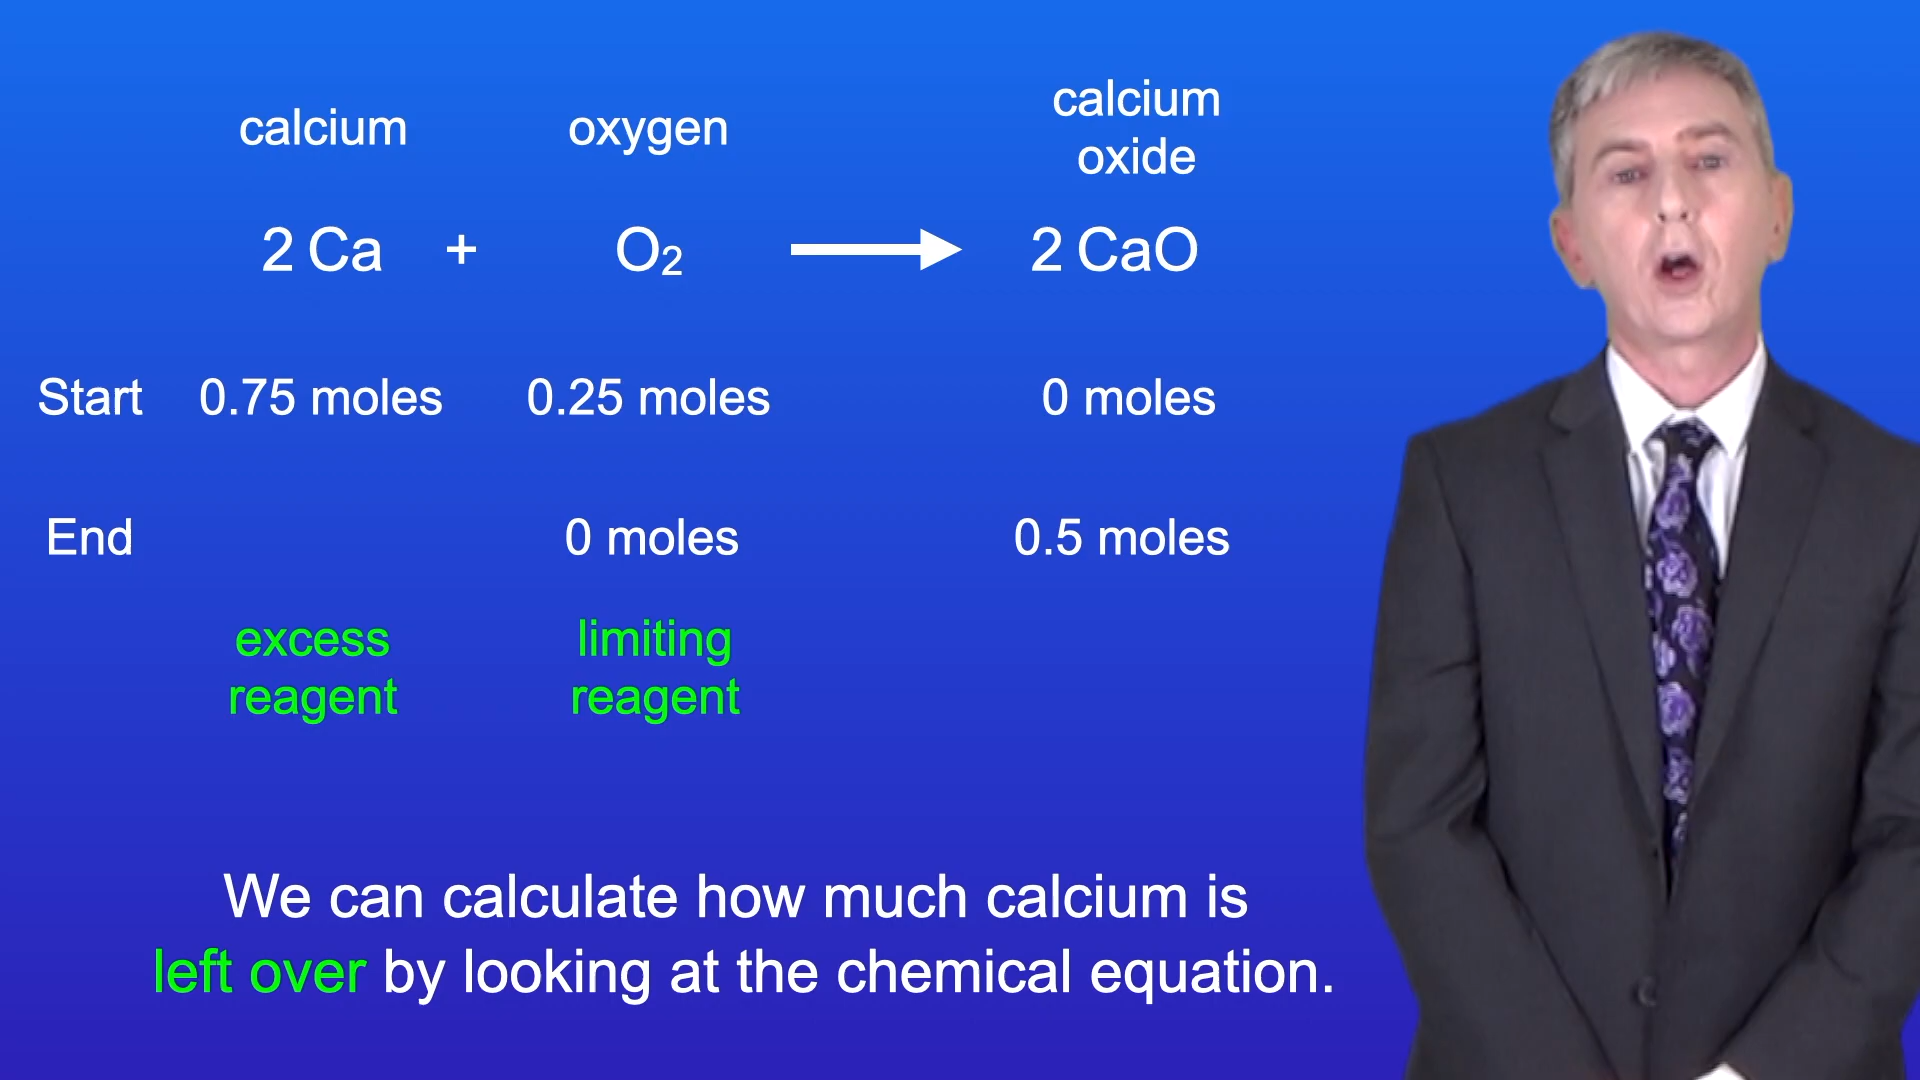 calcium oxygen calcium
oxide
2 Ca + O₂ → 2 CaO
Start 0.75 moles 0.25 moles 0 moles
End 0 moles 0.5 moles
excess limiting
reagent reagent
We can calculate how much calcium is
left over by looking at the chemical equation.